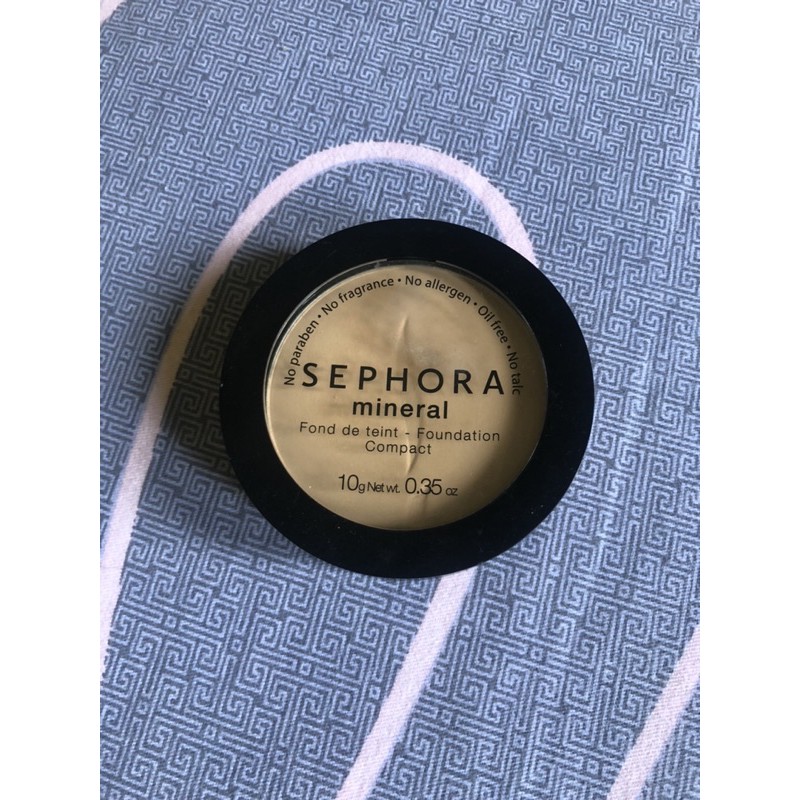 No paraben • No fragrance • No allergen • Oil free • No talc
SEPHORA
mineral
Fond de teint - Foundation
Compact
10g Net wt. 0.35 oz